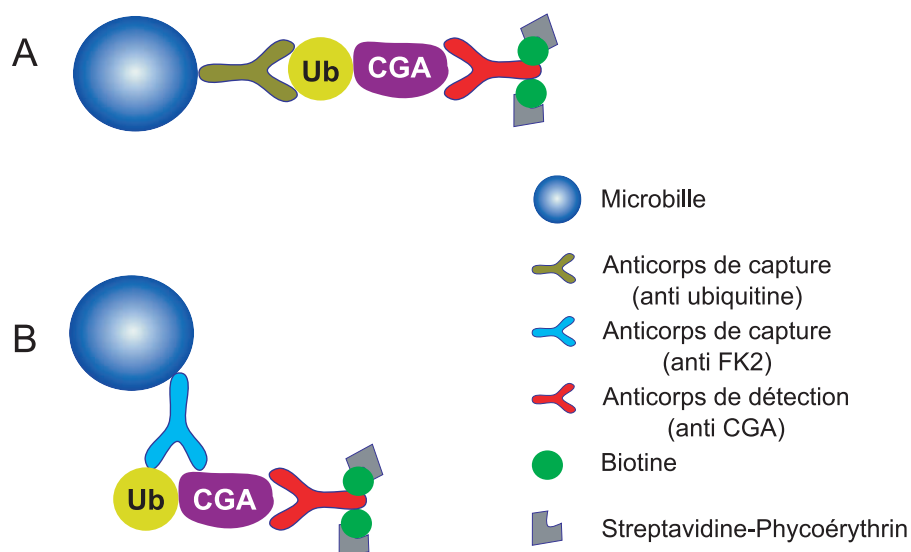 A
Ub
CGA
Microbille
Anticorps de capture
(anti ubiquitine)
B
Anticorps de capture
(anti FK2)
Anticorps de détection
(anti CGA)
Ub
CGA
Biotine
Streptavidine-Phycoérythrin